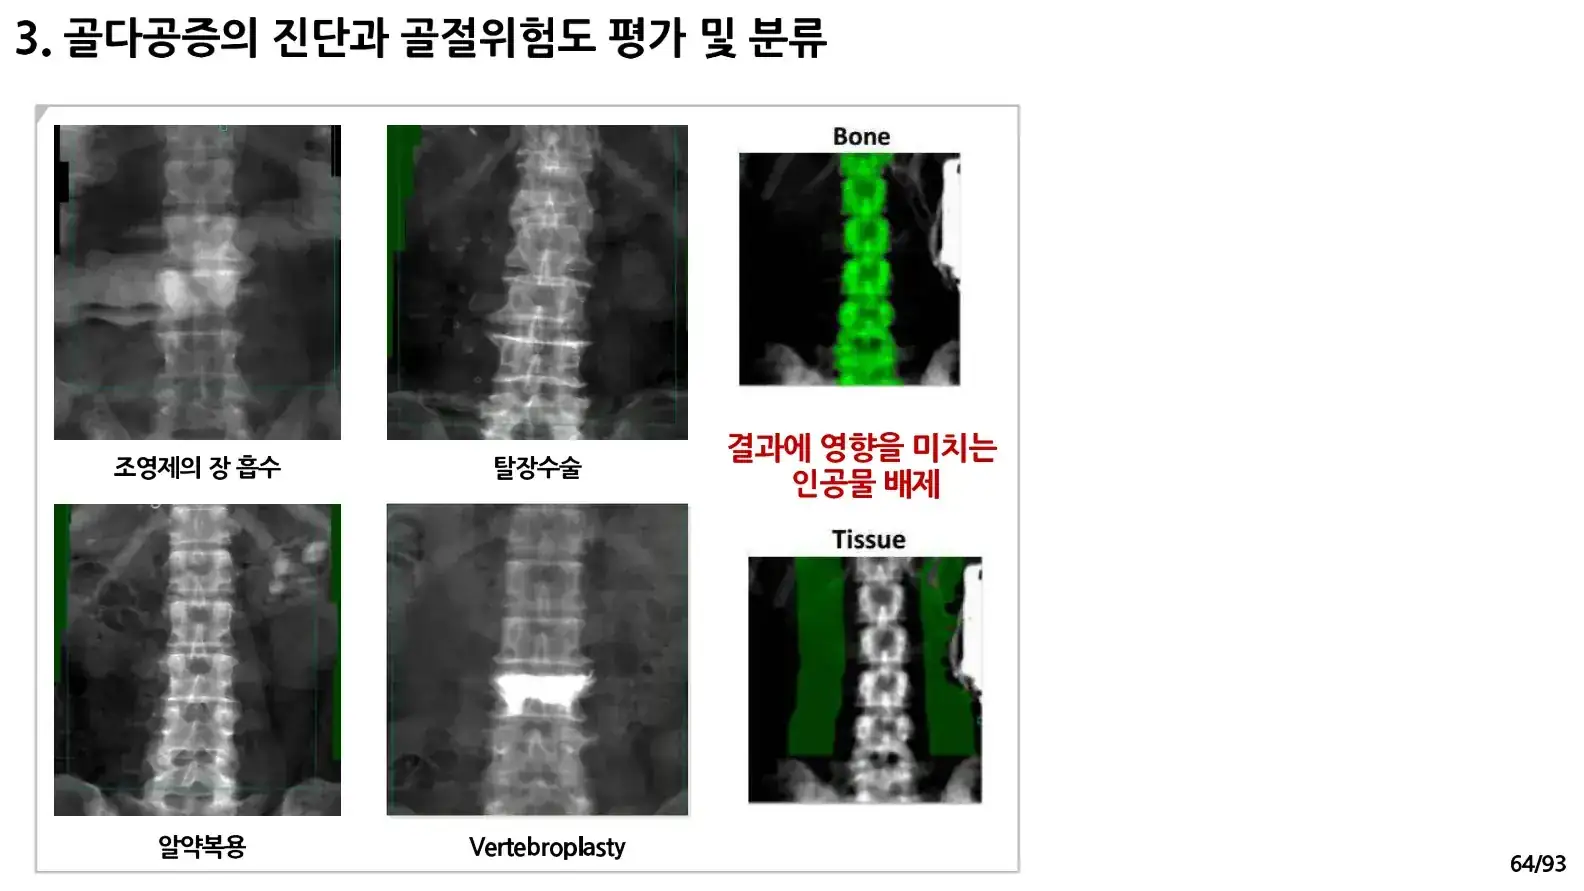 3. 골다공증의 진단과 골절위험도 평가 및 분류
Bone
조영제의 장 흡수
탈장수술
결과에 영향을 미치는
인공물 배제
Tissue
알약복용
Vertebroplasty
64/93